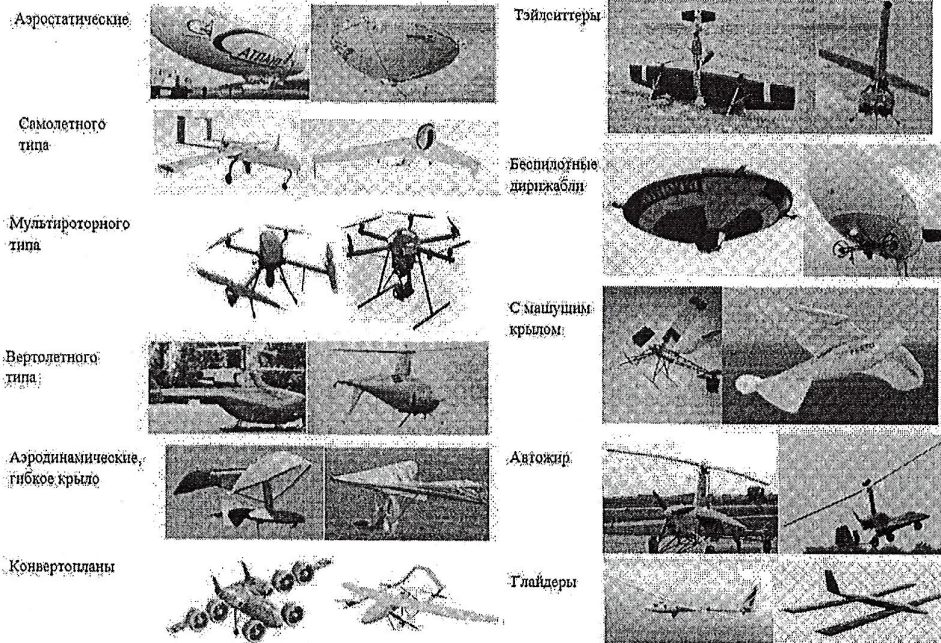 Аэростатические
Самолетного
типа
Мультироторного
типа
Вертолетного
типа
Аэродинамические,
гибкое крыло
Конвертопланы
Тэйлситтеры
Беспилотные
дирижабли
С машущим
крылом
Автожир
Глайдеры